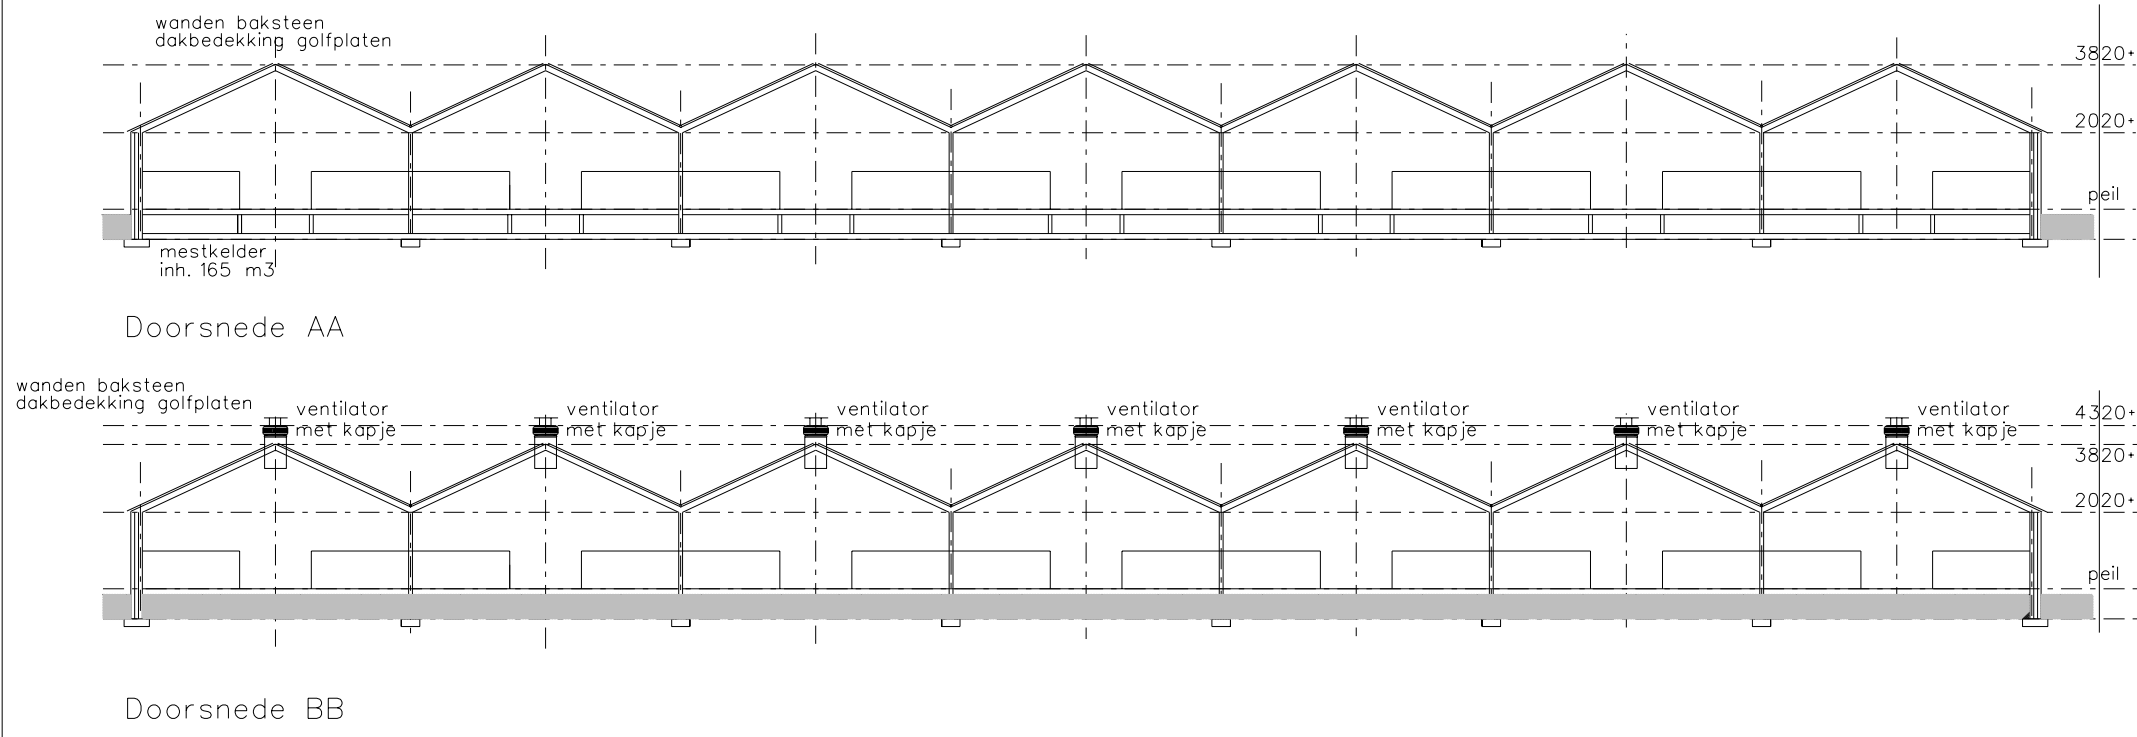 wanden baksteen
dakbedekking golfplaten
3820+
2020+
peil
mestkelder
inh. 165 m3
Doorsnede AA
wanden baksteen
dakbedekking golfplaten
ventilator
met kapje
ventilator
met kapje
ventilator
met kapje
ventilator
met kapje
ventilator
met kapje
ventilator
met kapje
ventilator
met kapje
4320+
3820+
2020+
peil
Doorsnede BB